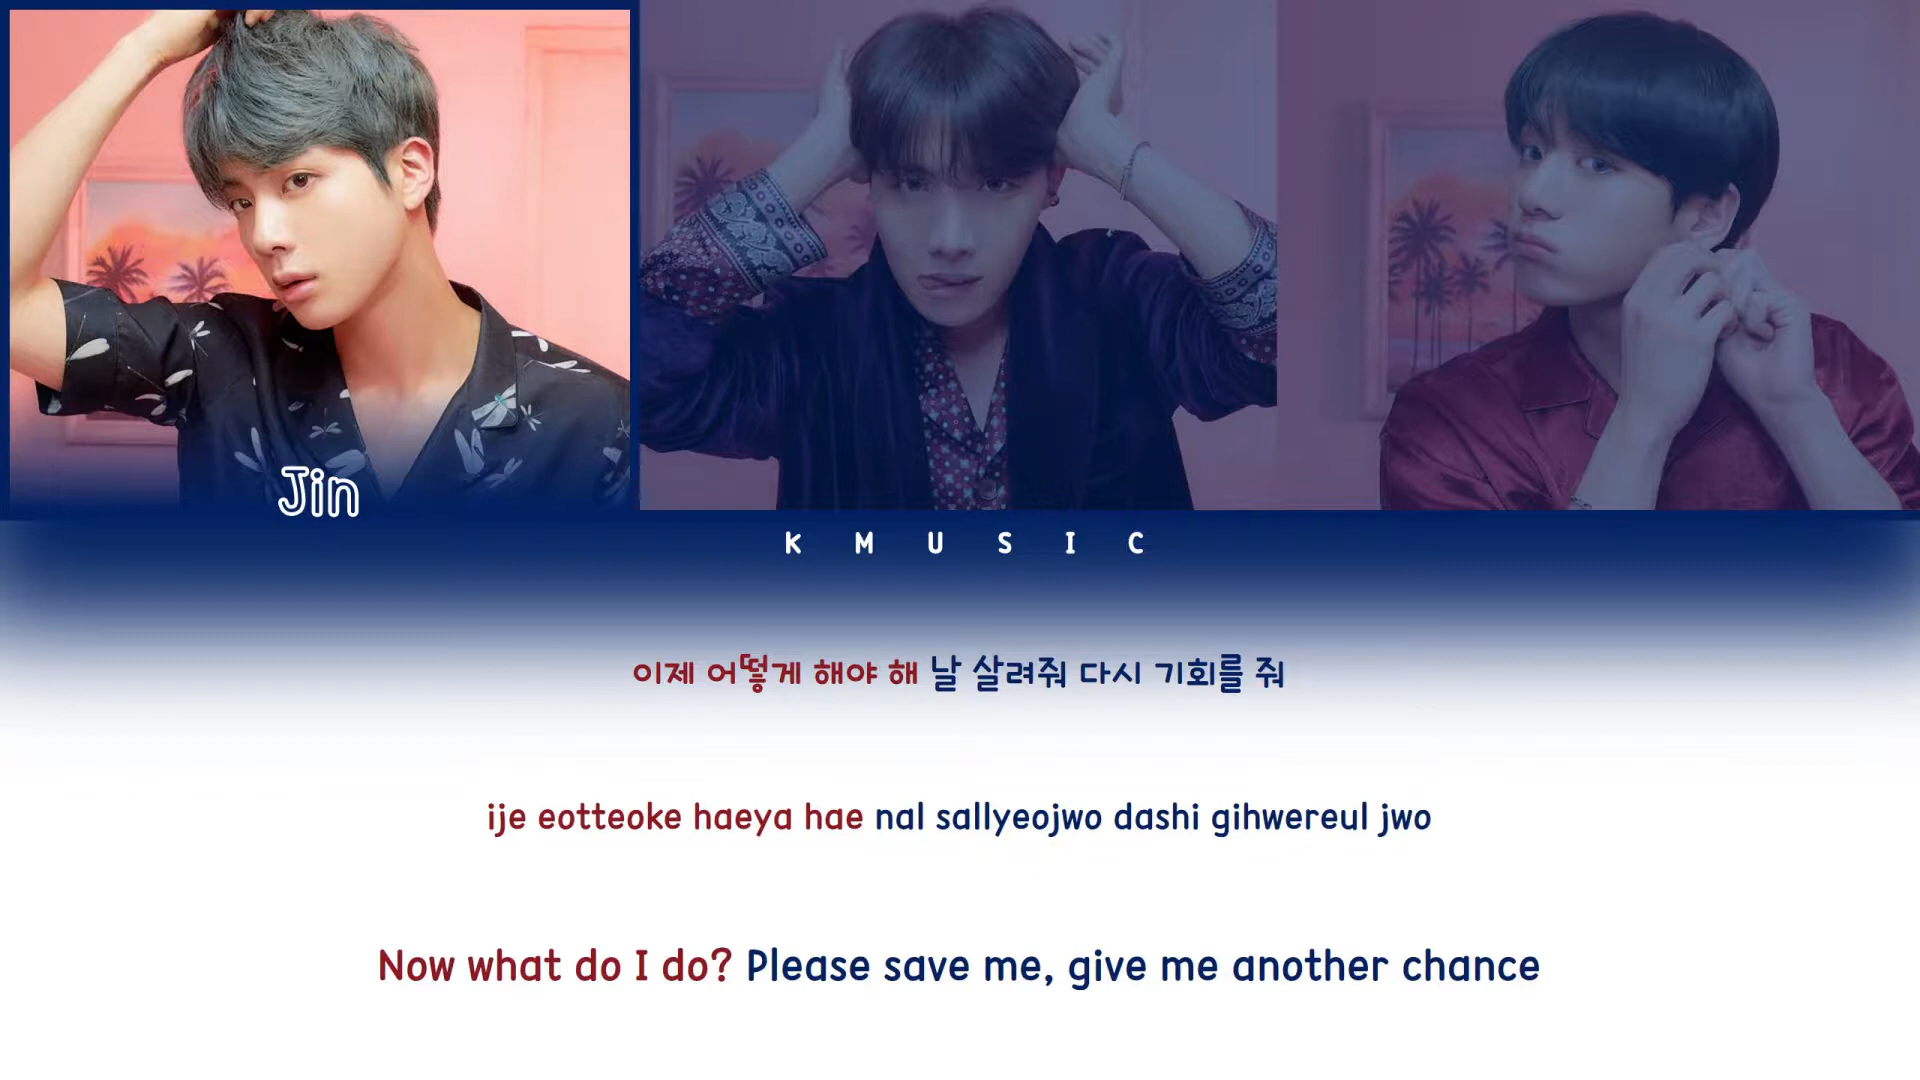 Jin
K M U S I C
이제 어떻게 해야 해 날 살려줘 다시 기회를 줘
ije eotteoke haeya hae nal sallyeojwo dashi gihwereul jwo
Now what do I do? Please save me, give me another chance